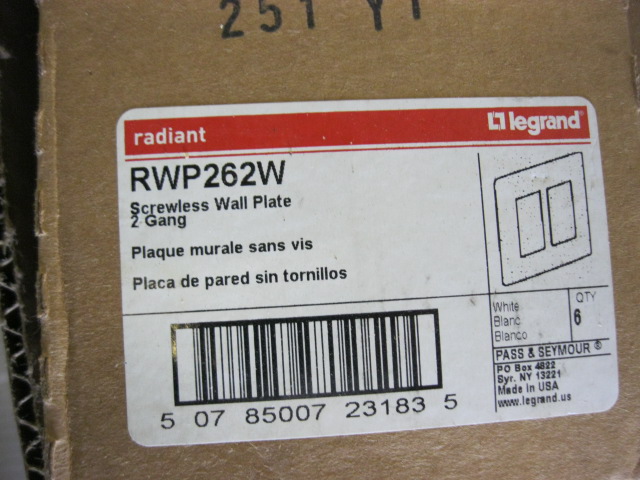 251 YT
radiant
legrand®
RWP262W
Screwless Wall Plate
2 Gang
Plaque murale sans vis
Placa de pared sin tornillos
White
Blanc
Blanco
QTY
6
PASS & SEYMOUR ®
PO Box 4822
Syr. NY 13221
Made in USA
www.legrand.us
5 07 85007 23183 5